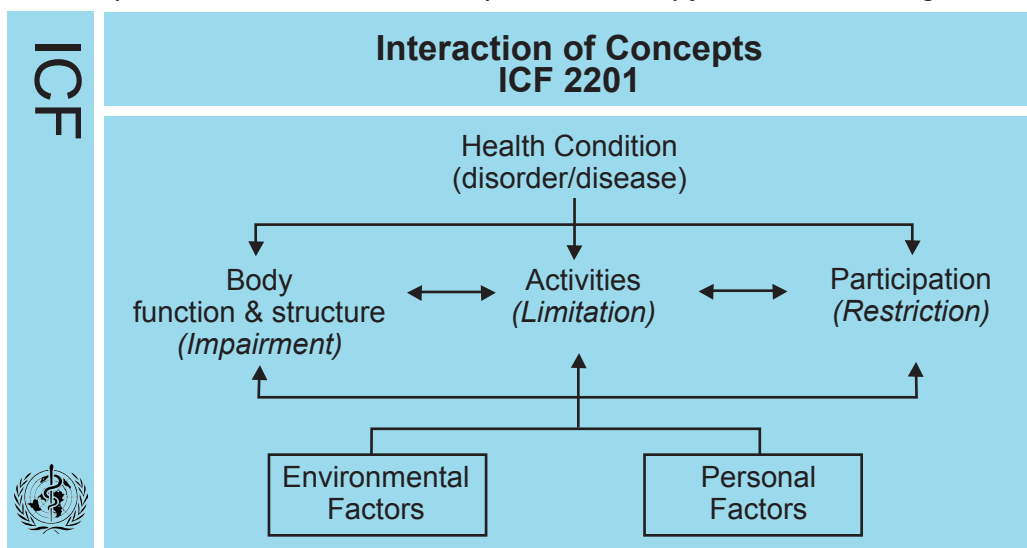 ICF
Interaction of Concepts
ICF 2201
Health Condition
(disorder/disease)
Body
function & structure
(Impairment)
Activities
(Limitation)
Participation
(Restriction)
Environmental
Factors
Personal
Factors